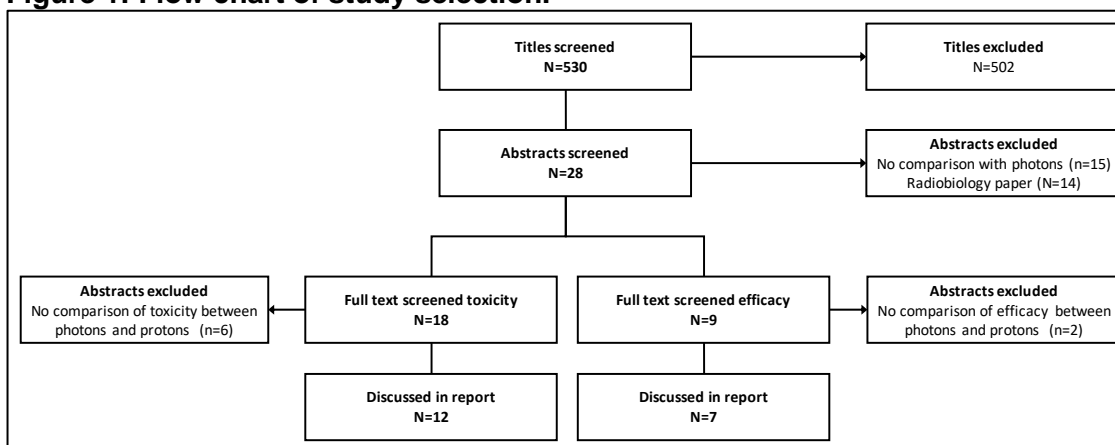 Figure 1: Flow chart of study selection.
Titles screened
N=530
Titles excluded
N=502
Abstracts screened
N=28
Abstracts excluded
No comparison with photons (n=15)
Radiobiology paper (N=14)
Abstracts excluded
No comparison of toxicity between
photons and protons (n=6)
Full text screened toxicity
N=18
Full text screened efficacy
N=9
Abstracts excluded
No comparison of efficacy between
photons and protons (n=2)
Discussed in report
N=12
Discussed in report
N=7